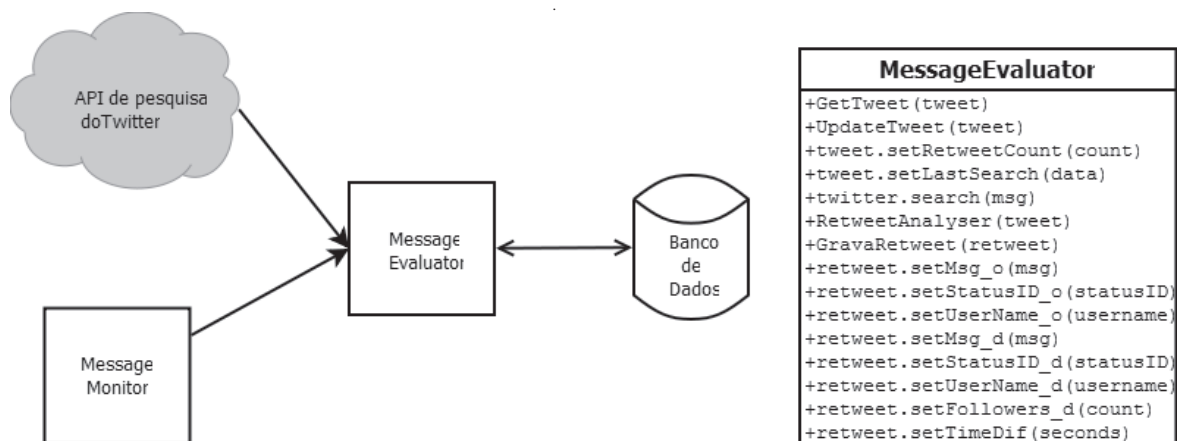 API de pesquisa
doTwitter
Message
Evaluator
Message
Monitor
Banco
de
Dados
MessageEvaluator
+GetTweet(tweet)
+UpdateTweet(tweet)
+tweet.setRetweetCount(count)
+tweet.setLastSearch(data)
+twitter.search(msg)
+RetweetAnalyser(tweet)
+GravaRetweet(retweet)
+retweet.setMsg_o(msg)
+retweet.setStatusID_o(statusID)
+retweet.setUserName_o(username)
+retweet.setMsg_d(msg)
+retweet.setStatusID_d(statusID)
+retweet.setUserName_d(username)
+retweet.setFollowers_d(count)
+retweet.setTimeDif(seconds)